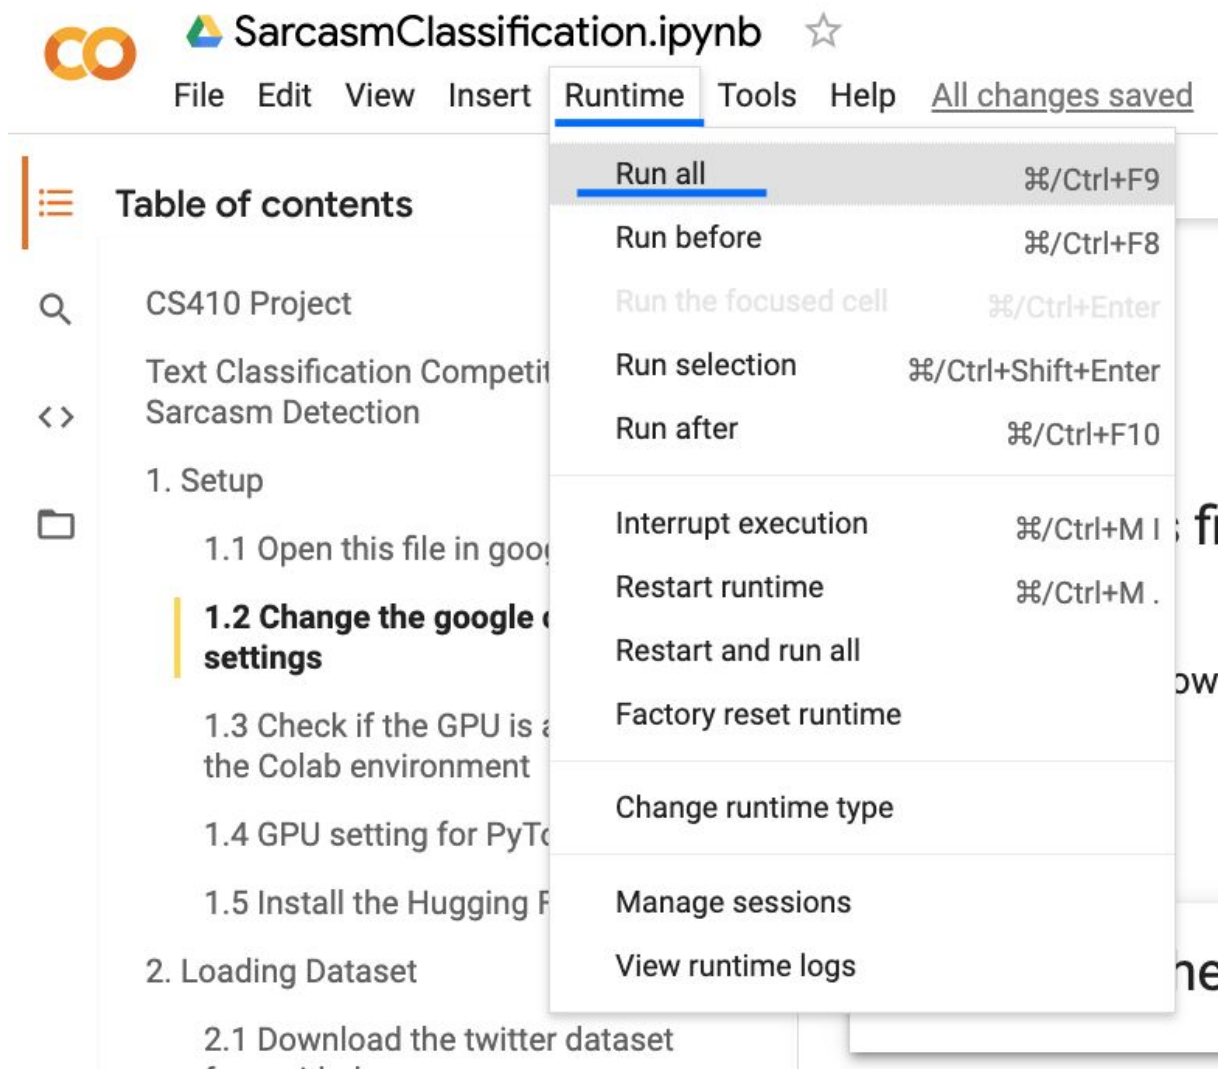 SarcasmClassification.ipynb
File Edit View Insert Runtime Tools Help All changes saved
Table of contents
CS410 Project
Text Classification
Sarcasm Detection
1. Setup
1.1 Open this file in
1.2 Change the google
settings
1.3 Check if the GPU is
the Colab environment
1.4 GPU setting for
1.5 Install the Hugging
2. Loading Dataset
2.1 Download the twitter dataset
Run all ⌘/Ctrl+F9
Run before ⌘/Ctrl+F8
Run the focused cell ⌘/Ctrl+Enter
Run selection ⌘/Ctrl+Shift+Enter
Run after ⌘/Ctrl+F10
Interrupt execution ⌘/Ctrl+M I
Restart runtime ⌘/Ctrl+M .
Restart and run all
Factory reset runtime
Change runtime type
Manage sessions
View runtime logs